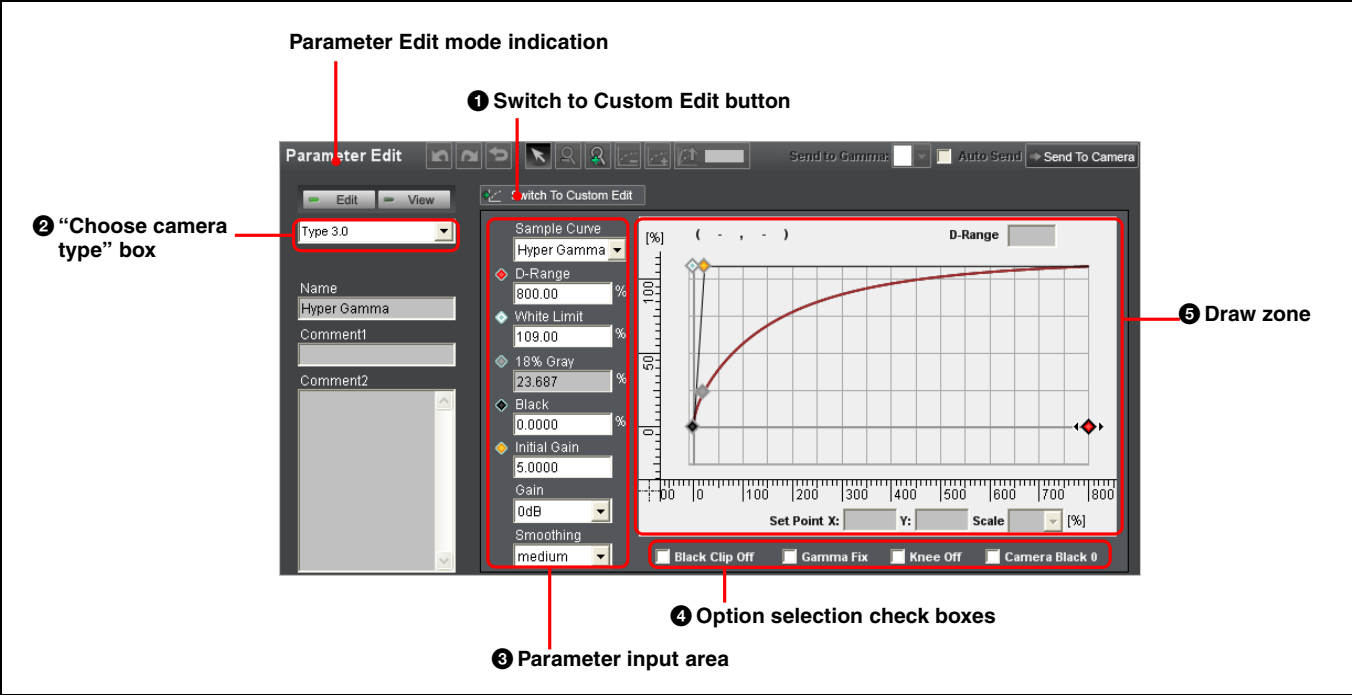 Parameter Edit mode indication
❶ Switch to Custom Edit button
Parameter Edit
Send to Gamma:
Auto Send
Send To Camera
Edit
View
Switch To Custom Edit
❷ “Choose camera
type” box
Type 3.0
Name
Hyper Gamma
Comment1
Comment2
Sample Curve
Hyper Gamma
D-Range
800.00 %
White Limit
109.00 %
18% Gray
23.687 %
Black
0.0000 %
Initial Gain
5.0000
Gain
0dB
Smoothing
medium
[%]
( - , - )
D-Range
100
50
0
00 0 100 200 300 400 500 600 700 800
Set Point X:
Y:
Scale
[%]
❺ Draw zone
Black Clip Off
Gamma Fix
Knee Off
Camera Black 0
❹ Option selection check boxes
❸ Parameter input area